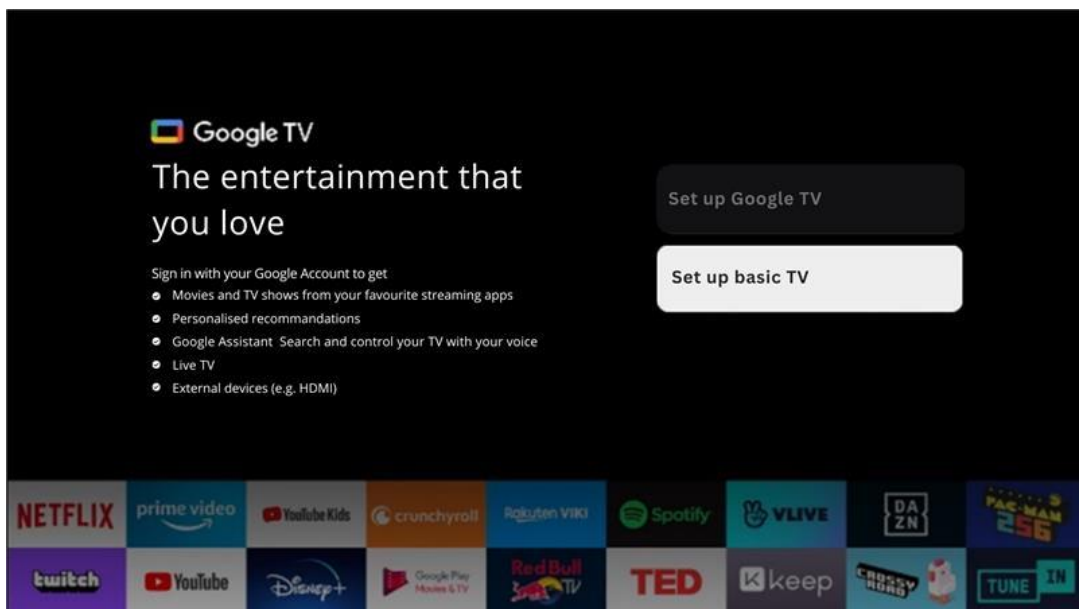 Google TV
The entertainment that
you love
Sign in with your Google Account to get
Movies and TV shows from your favourite streaming apps
Personalised recommandations
Google Assistant Search and control your TV with your voice
Live TV
External devices (e.g. HDMI)
Set up Google TV
Set up basic TV
NETFLIX
prime video
YouTube Kids
crunchyroll
Rakuten VIKI
Spotify
VLIVE
DA
ZN
PAC-MAN
256
twitch
YouTube
Disney+
Google Play
Movies & TV
Red Bull
TV
TED
keep
CROSSY
ROAD
TUNE IN